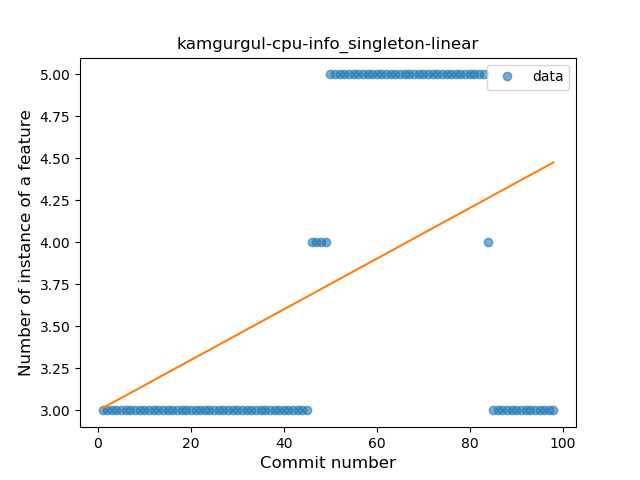 kamgurgul-cpu-info_singleton-linear
data
Number of instance of a feature
5.00
4.75
4.50
4.25
4.00
3.75
3.50
3.25
3.00
0 20 40 60 80 100
Commit number